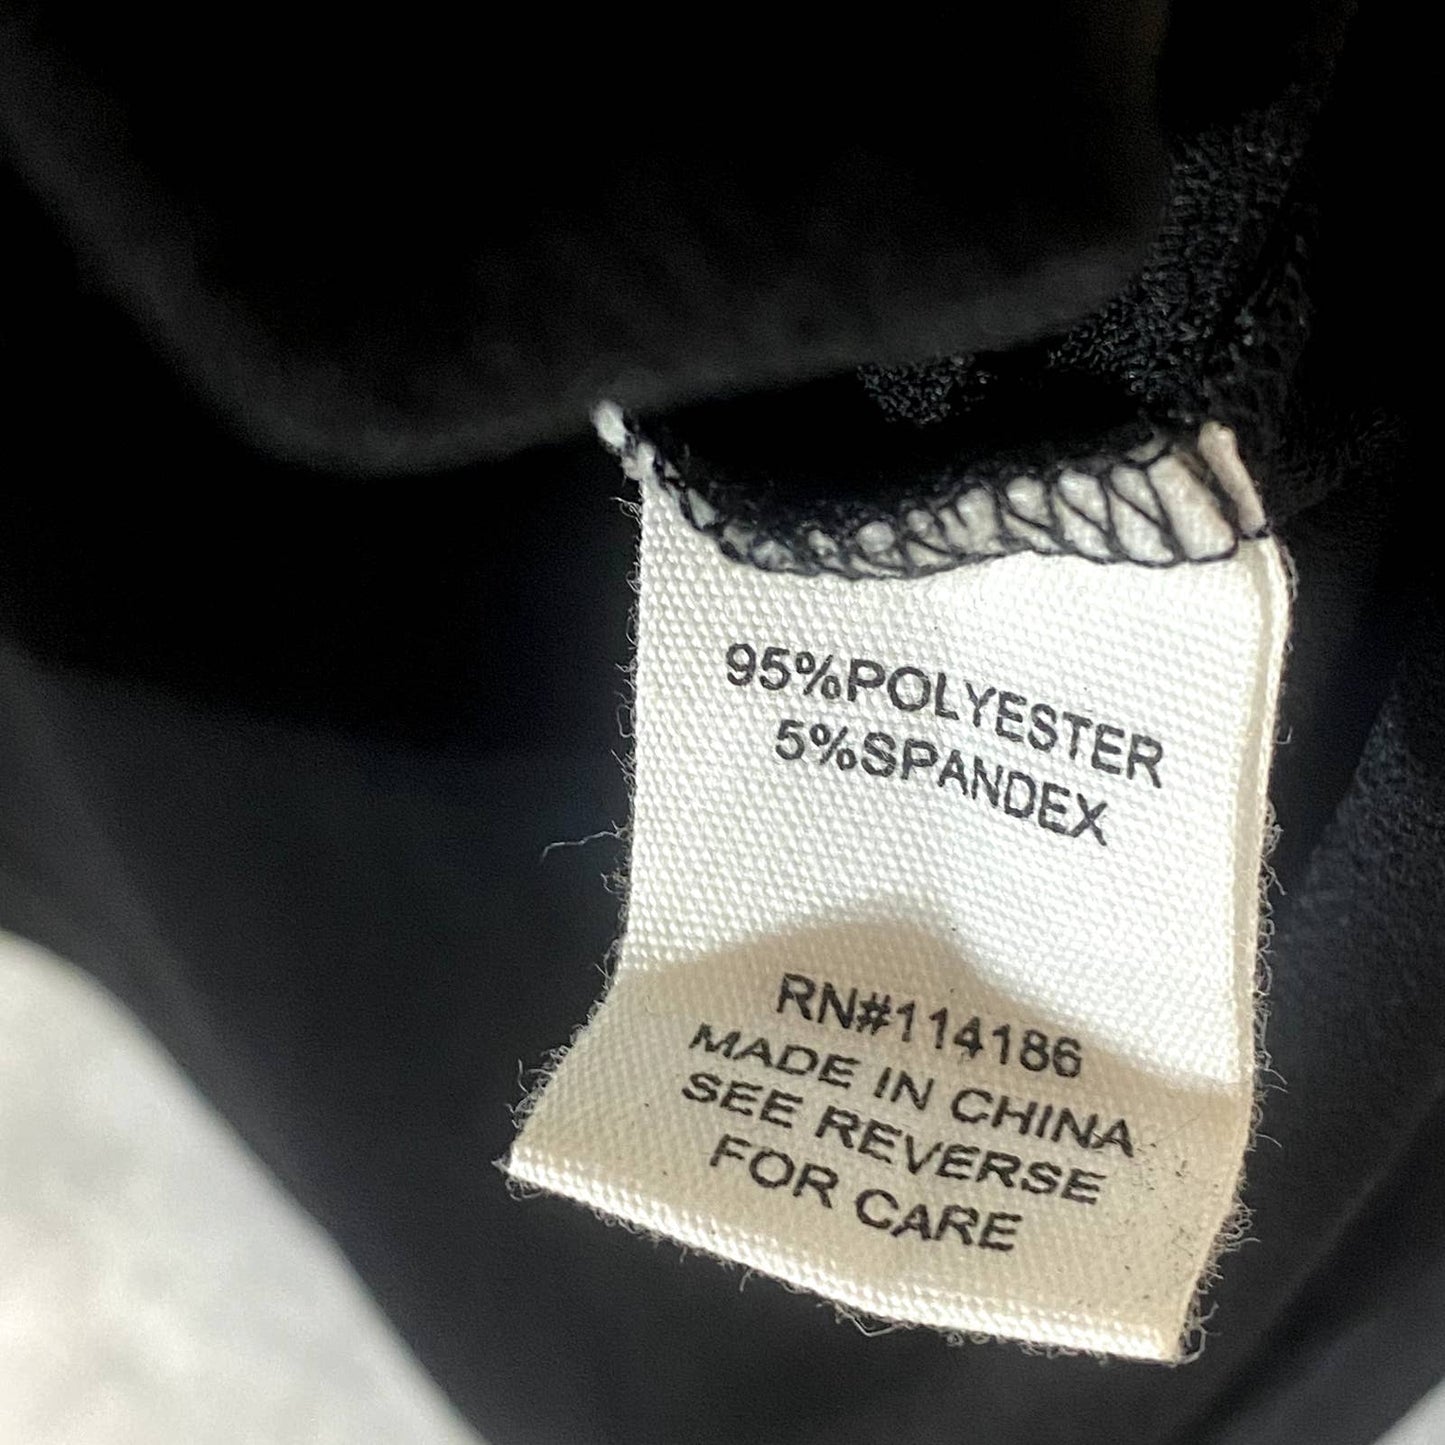 95%POLYESTER
5%SPANDEX
RN#114186
MADE IN CHINA
SEE REVERSE
FOR CARE